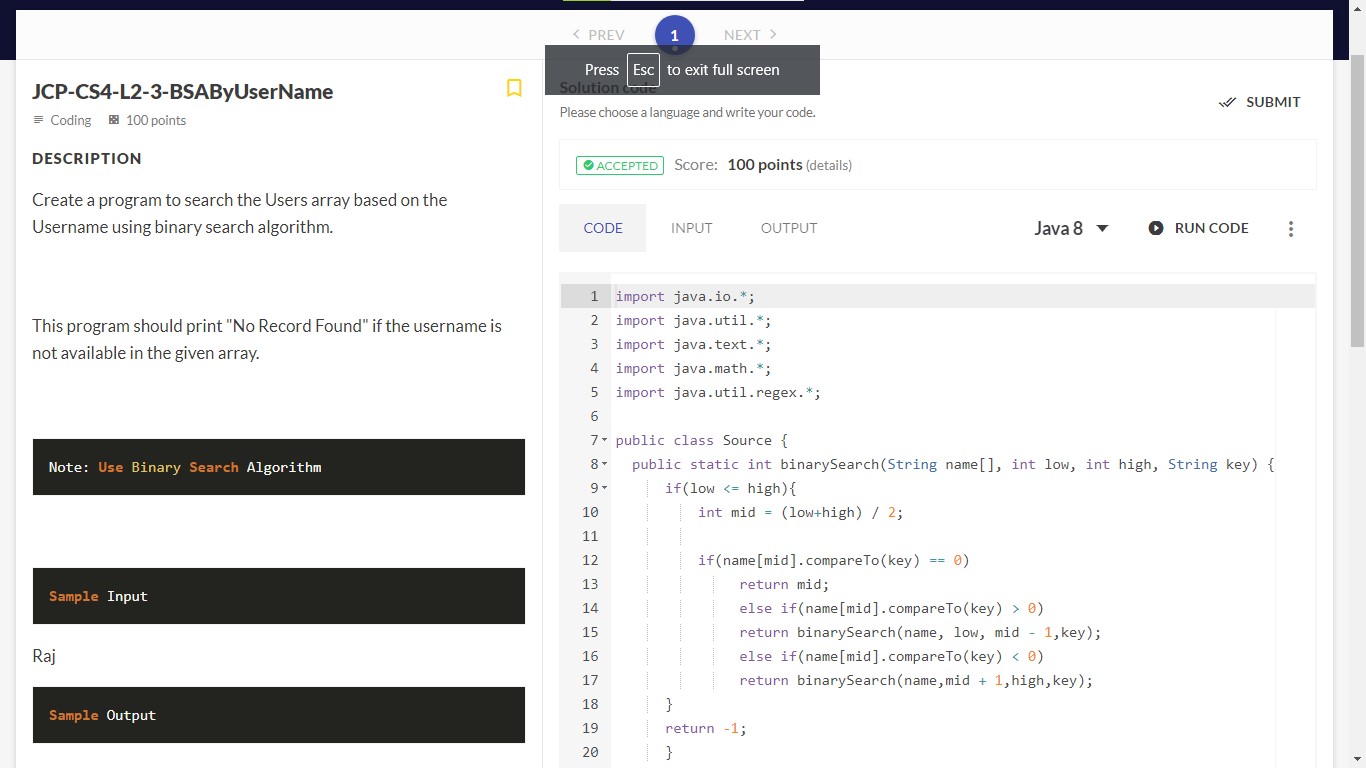 PREV
1
NEXT
Press Esc to exit full screen
JCP-CS4-L2-3-BSAByUserName
Coding
100 points
DESCRIPTION
Create a program to search the Users array based on the
Username using binary search algorithm.
This program should print "No Record Found" if the username is
not available in the given array.
Note: Use Binary Search Algorithm
Sample Input
Raj
Sample Output
Solution code
Please choose a language and write your code.
SUBMIT
ACCEPTED Score: 100 points (details)
CODE
INPUT
OUTPUT
Java 8
RUN CODE
1 import java.io.*;
2 import java.util.*;
3 import java.text.*;
4 import java.math.*;
5 import java.util.regex.*;
6
7 public class Source {
8 public static int binarySearch(String name[], int low, int high, String key) {
9 if(low <= high){
10 int mid = (low+high) / 2;
11
12 if(name[mid].compareTo(key) == 0)
13 return mid;
14 else if(name[mid].compareTo(key) > 0)
15 return binarySearch(name, low, mid - 1,key);
16 else if(name[mid].compareTo(key) < 0)
17 return binarySearch(name,mid + 1,high,key);
18 }
19 return -1;
20 }